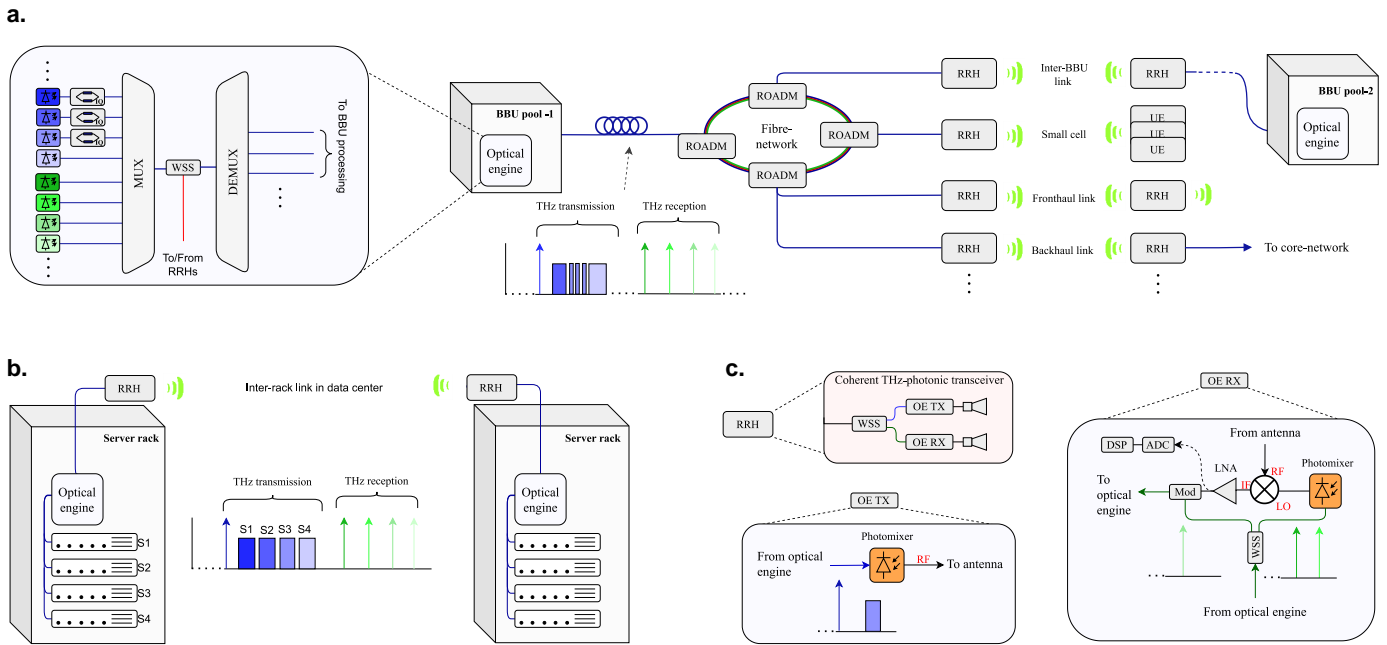 a.
IQ
IQ
IQ
MUX
WSS
DEMUX
To BBU processing
To/From
RRHs
BBU pool -1
Optical
engine
THz transmission
THz reception
ROADM
ROADM
ROADM
ROADM
Fibre-
network
RRH
Inter-BBU
link
RRH
RRH
Small cell
UE
UE
UE
RRH
Fronthaul link
RRH
RRH
Backhaul link
RRH
To core-network
BBU pool-2
Optical
engine
b.
RRH
Inter-rack link in data center
RRH
Server rack
Optical
engine
S1
S2
S3
S4
THz transmission
THz reception
S1 S2 S3 S4
Server rack
Optical
engine
c.
RRH
Coherent THz-photonic transceiver
WSS
OE TX
OE RX
OE TX
Photomixer
From optical
engine
RF
To antenna
OE RX
From antenna
DSP
ADC
LNA
RF
Photomixer
To
optical
engine
Mod
IF
LO
WSS
From optical engine